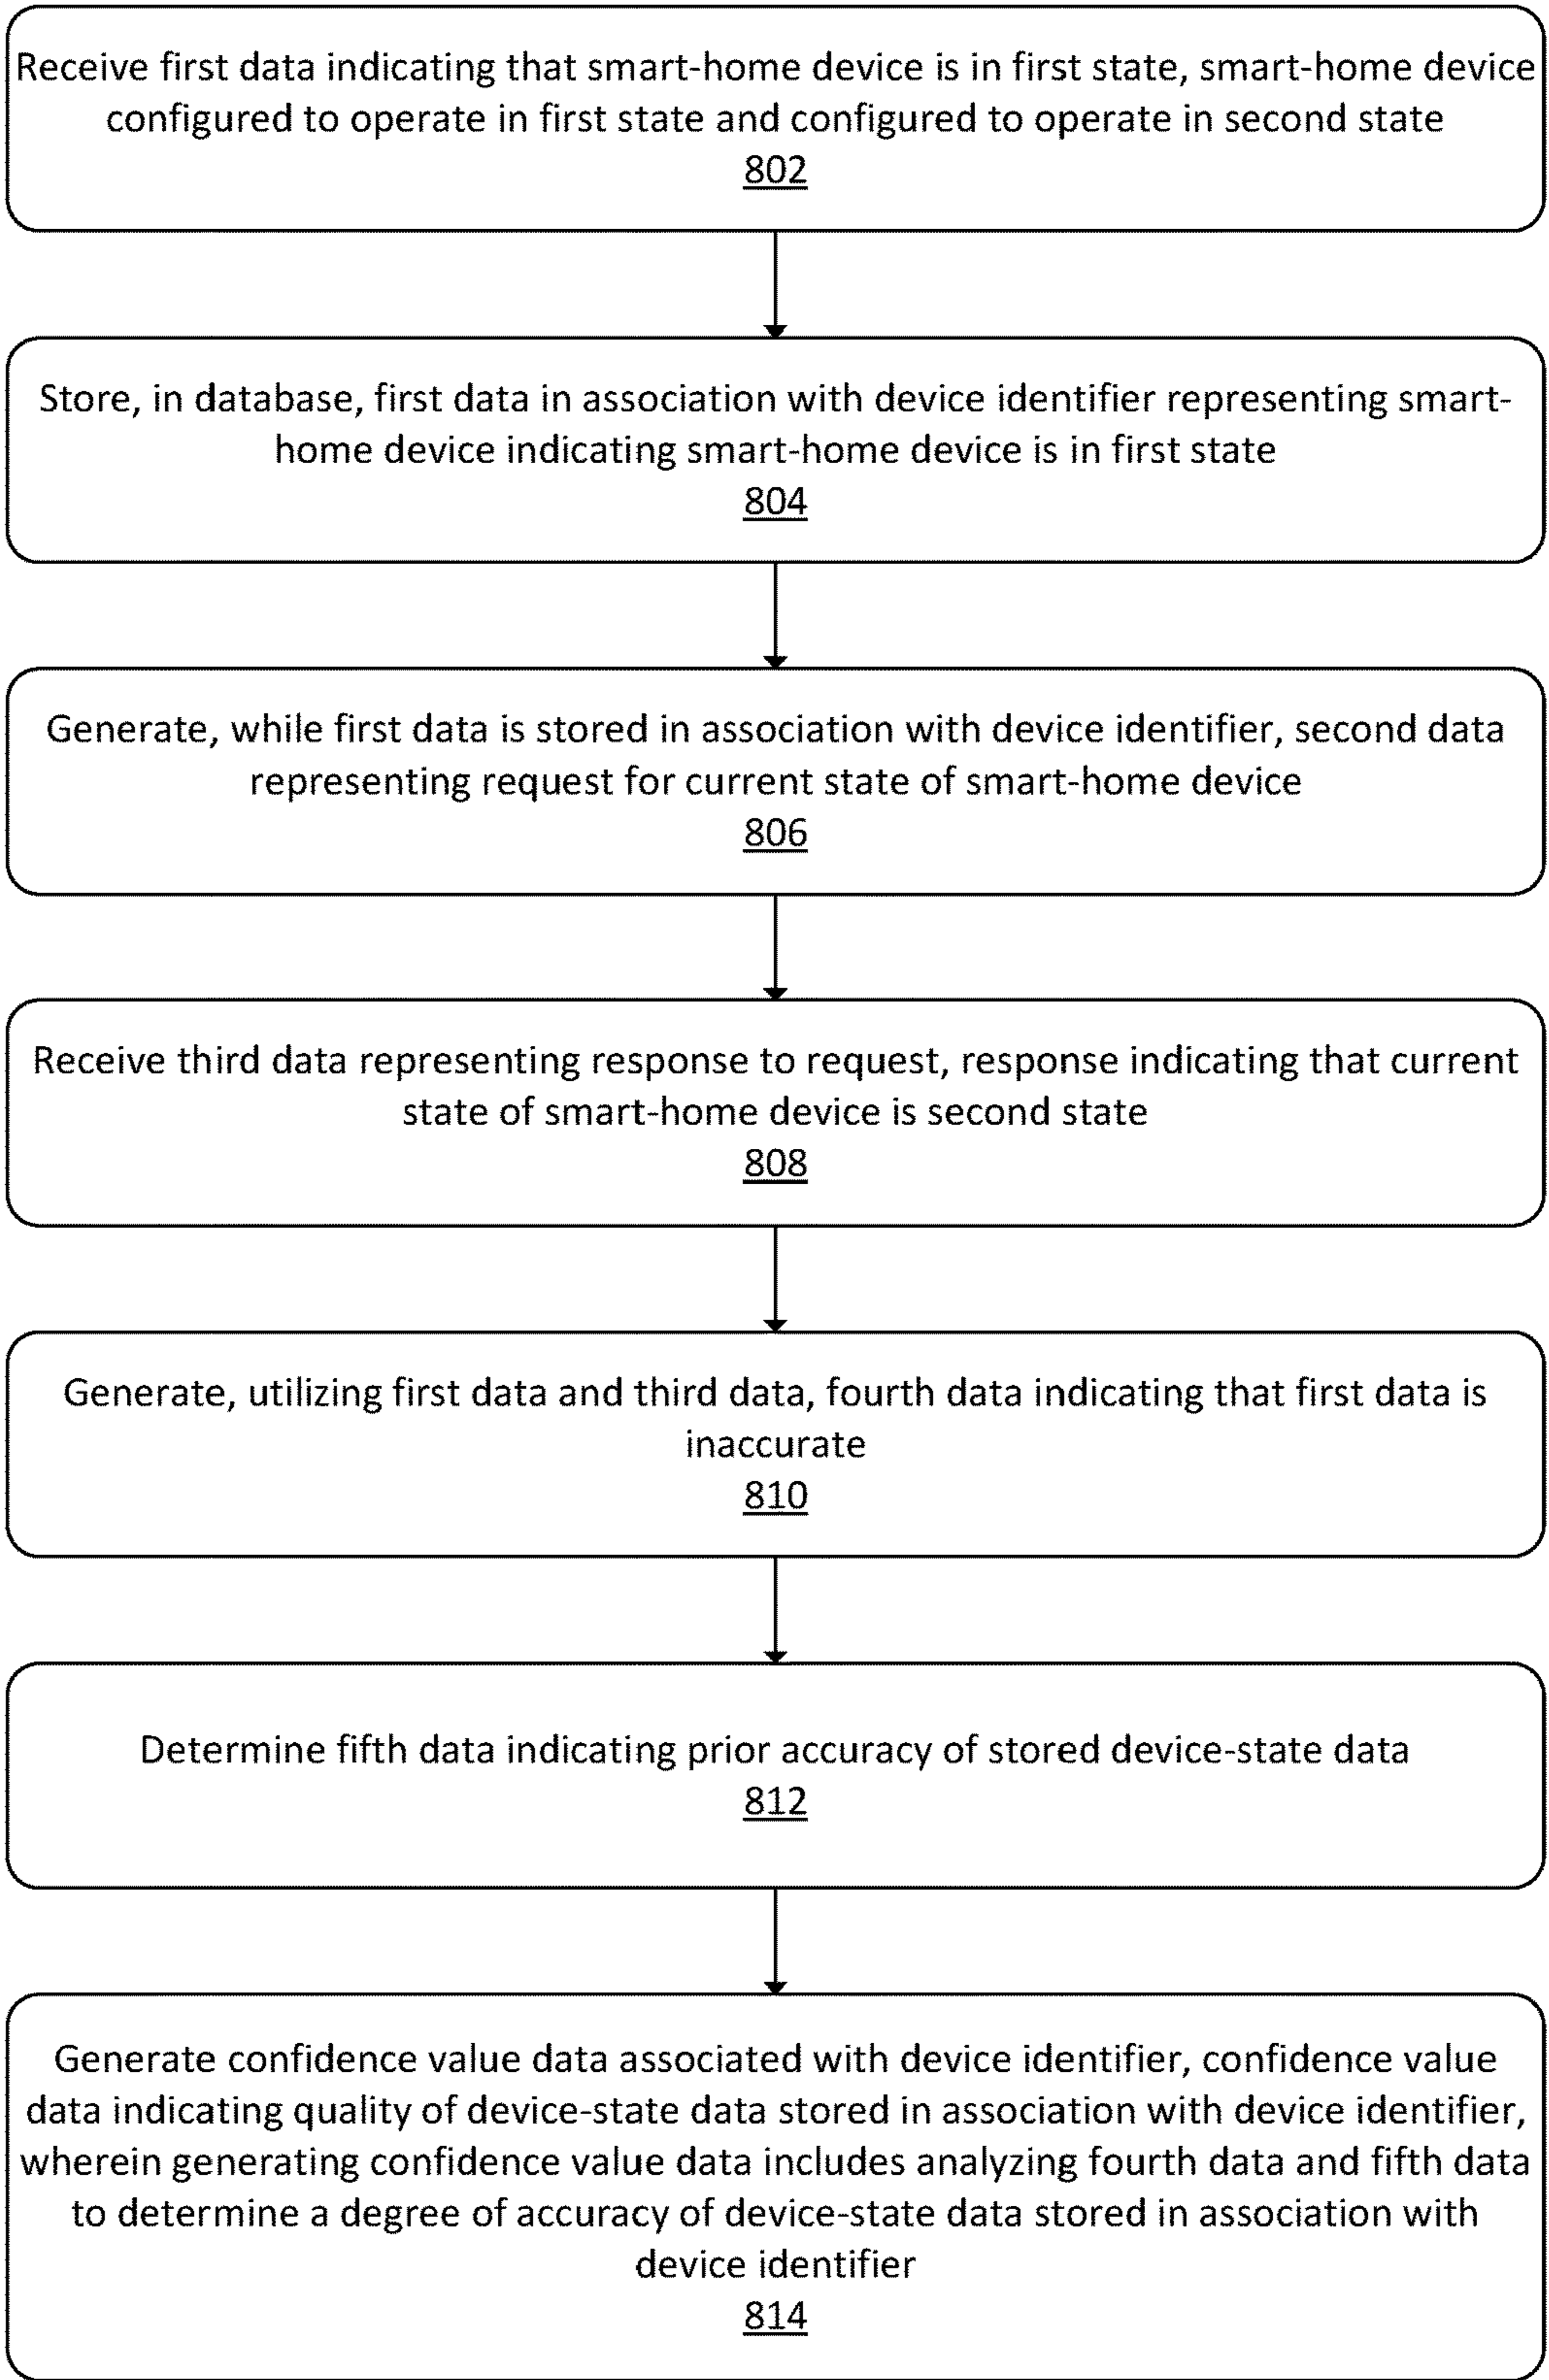 Receive first data indicating that smart-home device is in first state, smart-home device
configured to operate in first state and configured to operate in second state
802
Store, in database, first data in association with device identifier representing smart-
home device indicating smart-home device is in first state
804
Generate, while first data is stored in association with device identifier, second data
representing request for current state of smart-home device
806
Receive third data representing response to request, response indicating that current
state of smart-home device is second state
808
Generate, utilizing first data and third data, fourth data indicating that first data is
inaccurate
810
Determine fifth data indicating prior accuracy of stored device-state data
812
Generate confidence value data associated with device identifier, confidence value
data indicating quality of device-state data stored in association with device identifier,
wherein generating confidence value data includes analyzing fourth data and fifth data
to determine a degree of accuracy of device-state data stored in association with
device identifier
814